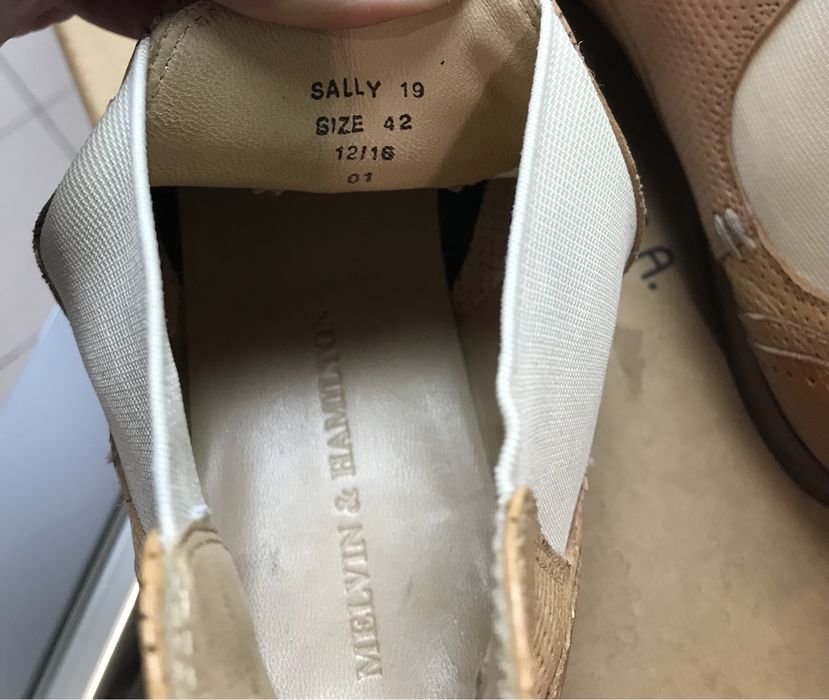 SALLY 19
SIZE 42
12/16
01
MELVIN & HAMILTON
A.